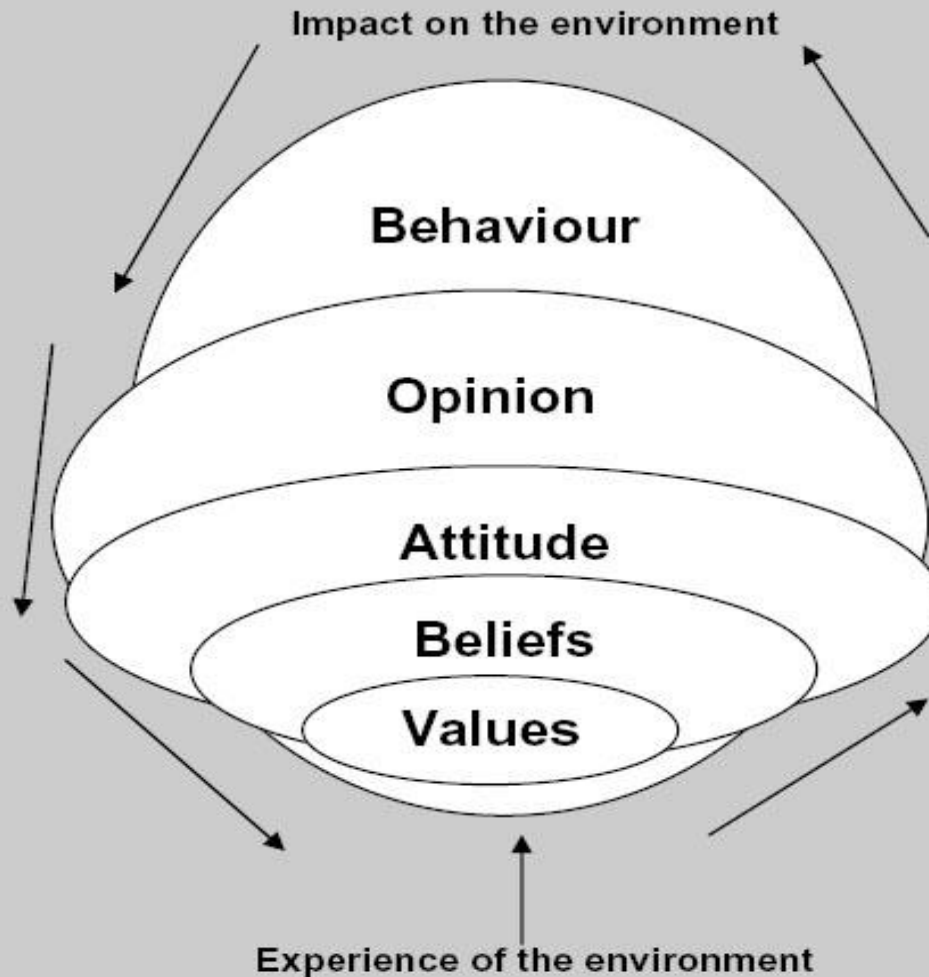 Impact on the environment
Behaviour
Opinion
Attitude
Beliefs
Values
Experience of the environment